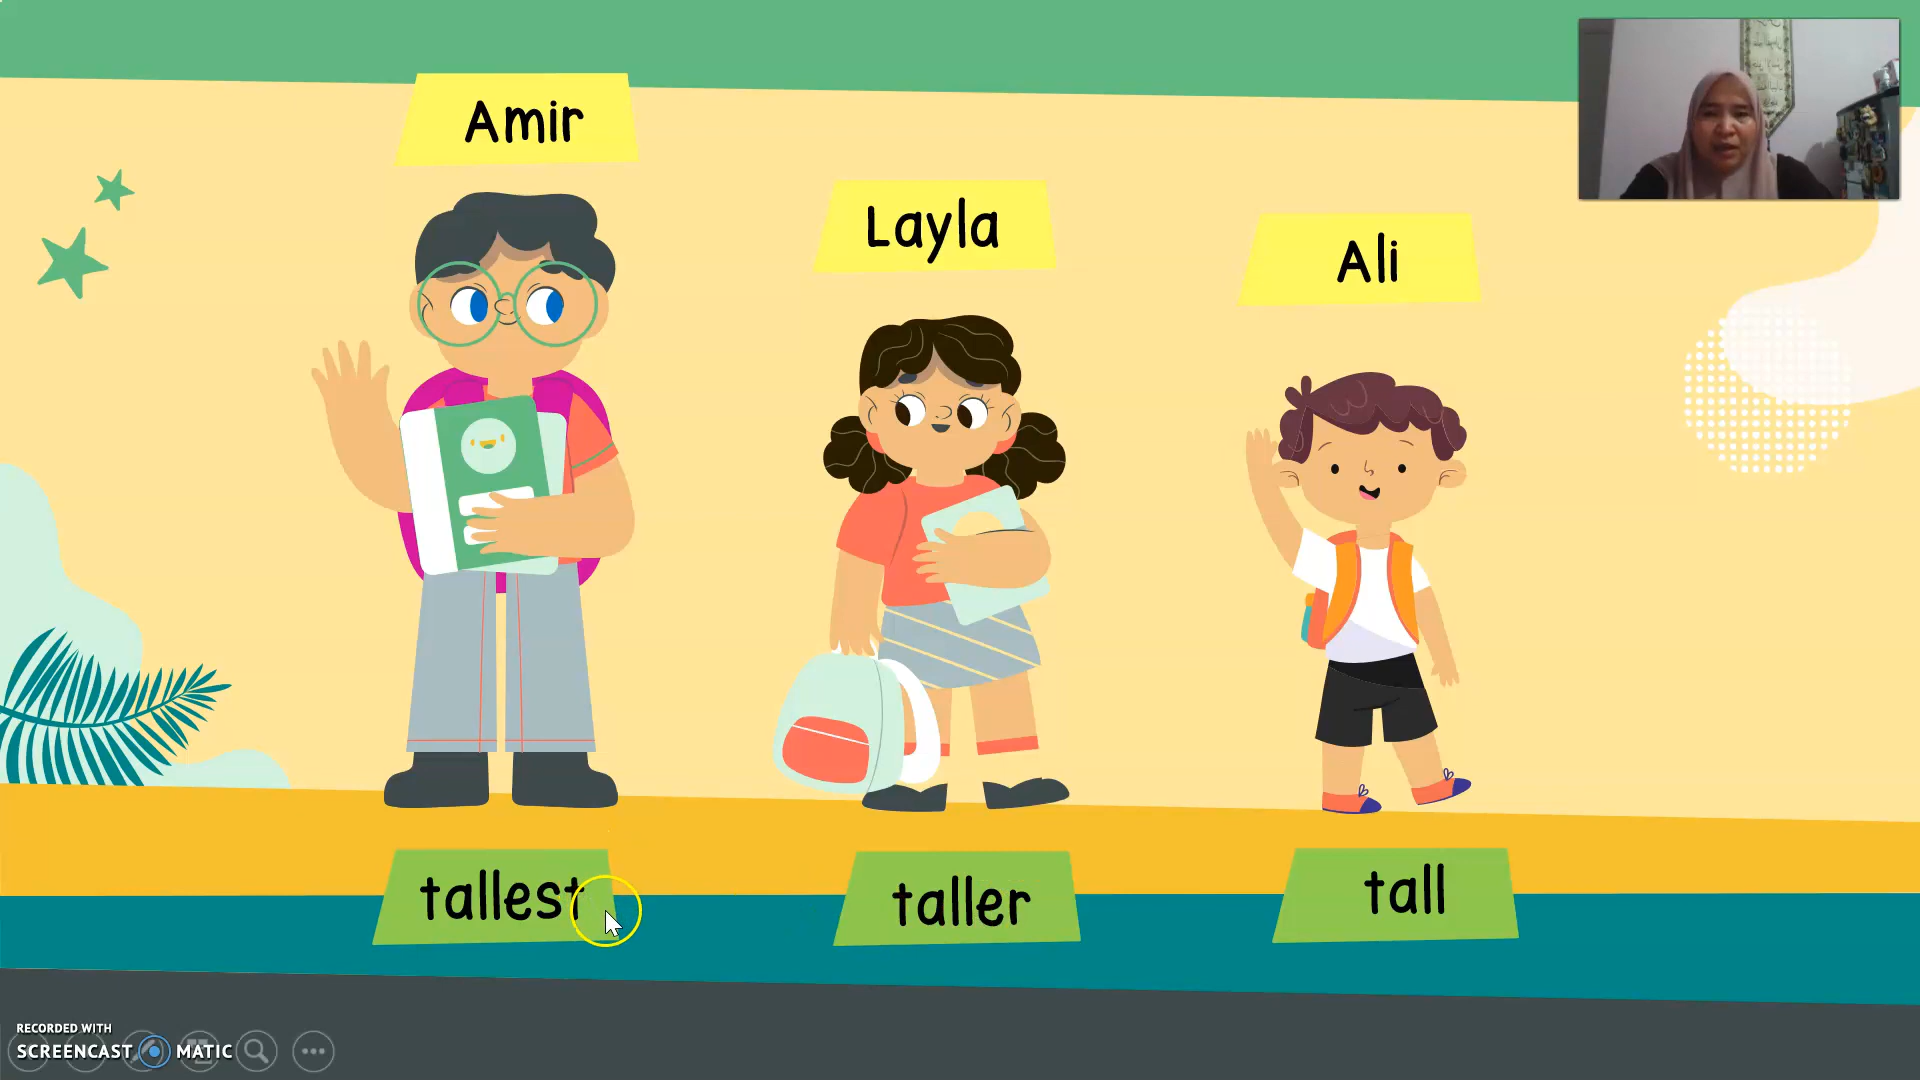 Amir
Layla
Ali
tallest
taller
tall
RECORDED WITH
SCREENCAST MATIC